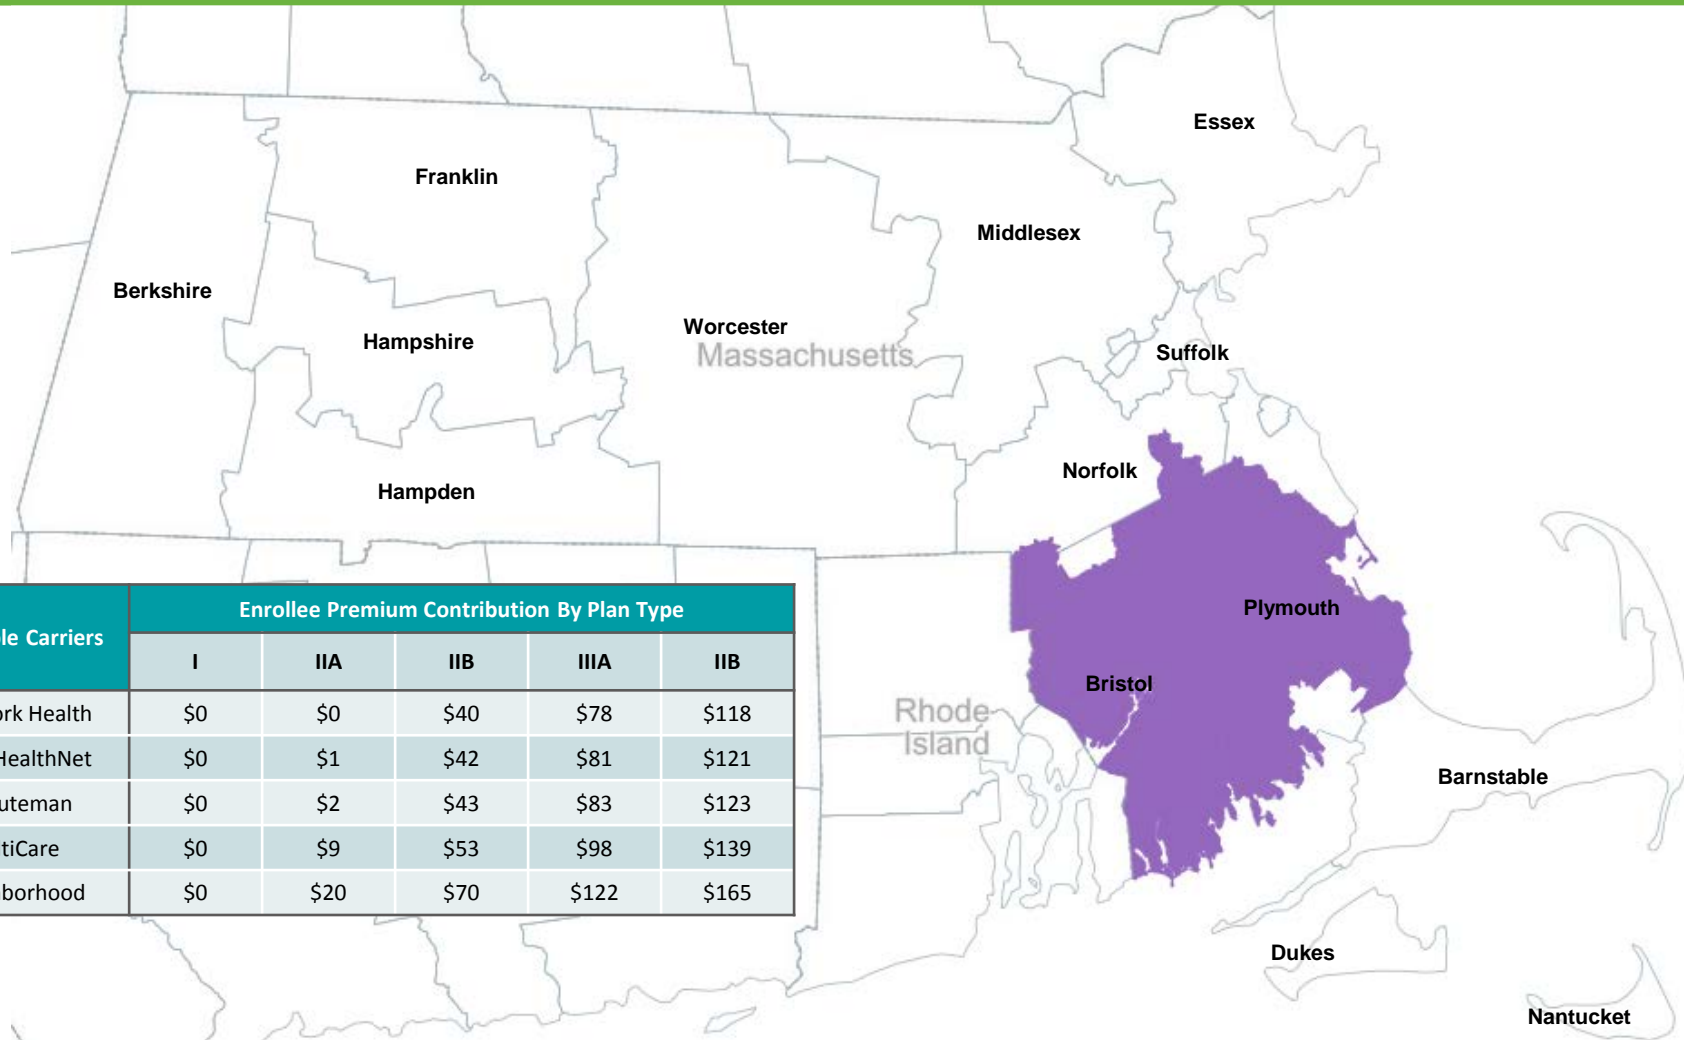 Essex
Franklin
Middlesex
Berkshire
Worcester
Hampshire
Massachusetts
Suffolk
Norfolk
Hampden
Plymouth
Bristol
Rhode
Island
Barnstable
Dukes
Nantucket
Carriers Enrollee Premium Contribution By Plan Type
I IIA IIB IIIA IIB
Health $0 $0 $40 $78 $118
HealthNet $0 $1 $42 $81 $121
uteman $0 $2 $43 $83 $123
tiCare $0 $9 $53 $98 $139
borhood $0 $20 $70 $122 $165